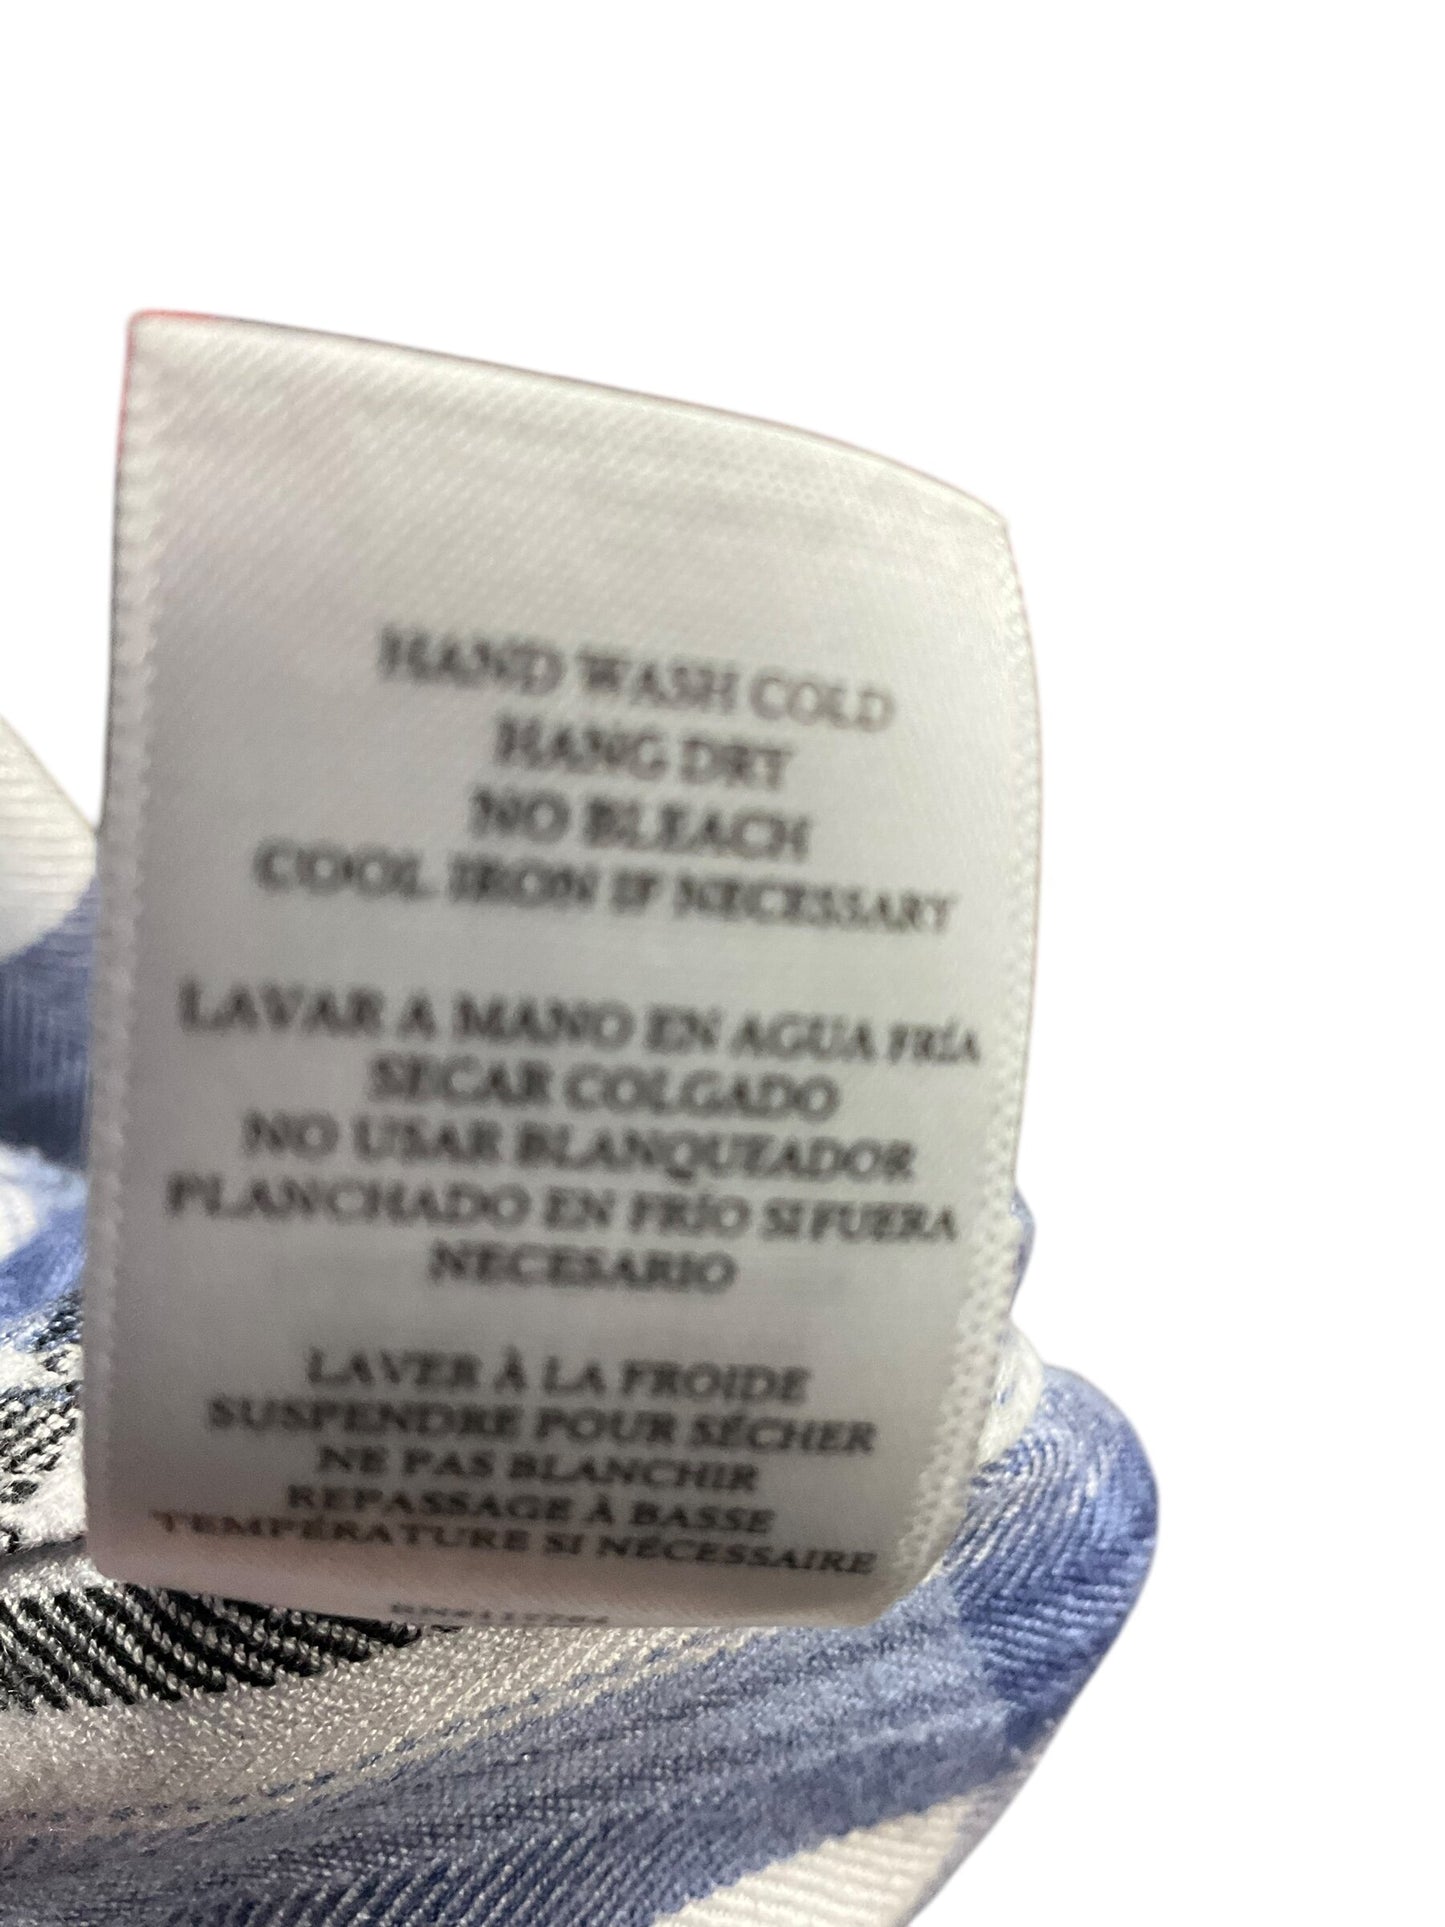 HAND WASH COLD
HANG DRY
NO BLEACH
COOL IRON IF NECESSARY
LAVAR A MANO EN AGUA FRÍA
SECAR COLGADO
NO USAR BLANQUEADOR
PLANCHADO EN FRÍO SI FUERA
NECESARIO
LAVER À LA FROIDE
SUSPENDRE POUR SÉCHER
NE PAS BLANCHIR
REPASSAGE À BASSE
TEMPÉRATURE SI NÉCESSAIRE